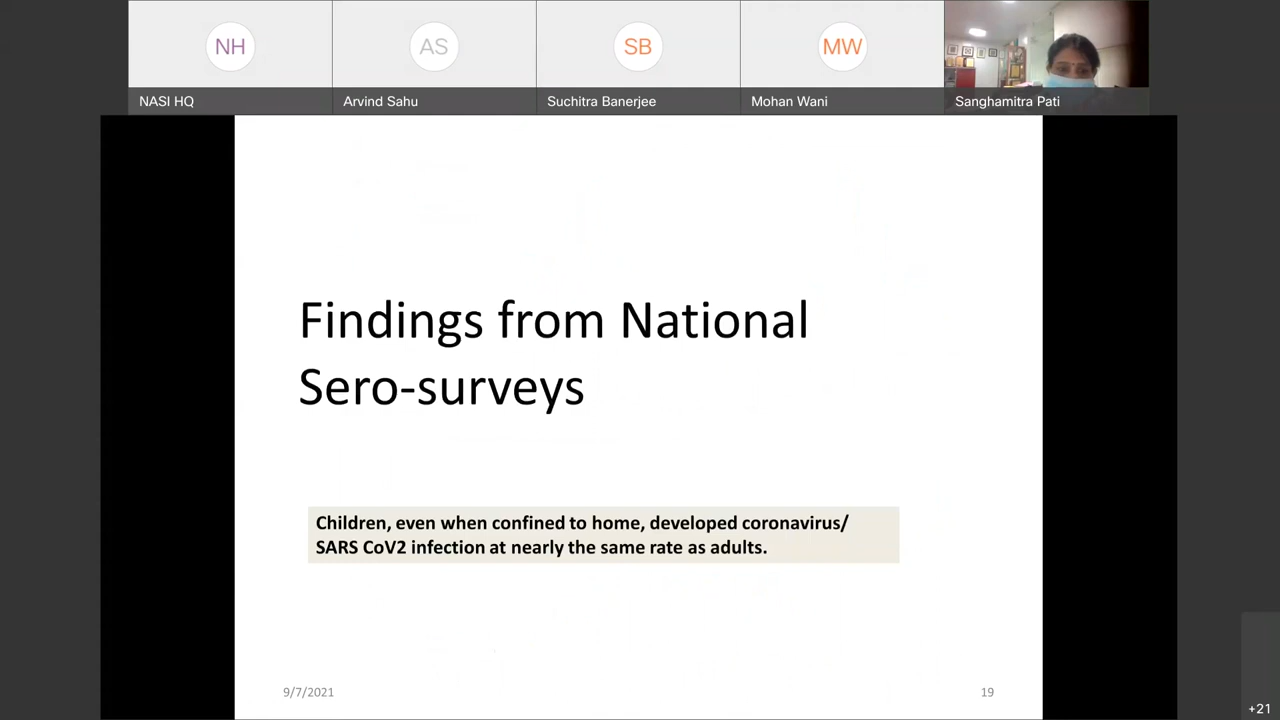 NH
AS
SB
MW
NASI HQ
Arvind Sahu
Suchitra Banerjee
Mohan Wani
Sanghamitra Pati
Findings from National
Sero-surveys
Children, even when confined to home, developed coronavirus/
SARS CoV2 infection at nearly the same rate as adults.
9/7/2021
19
+21